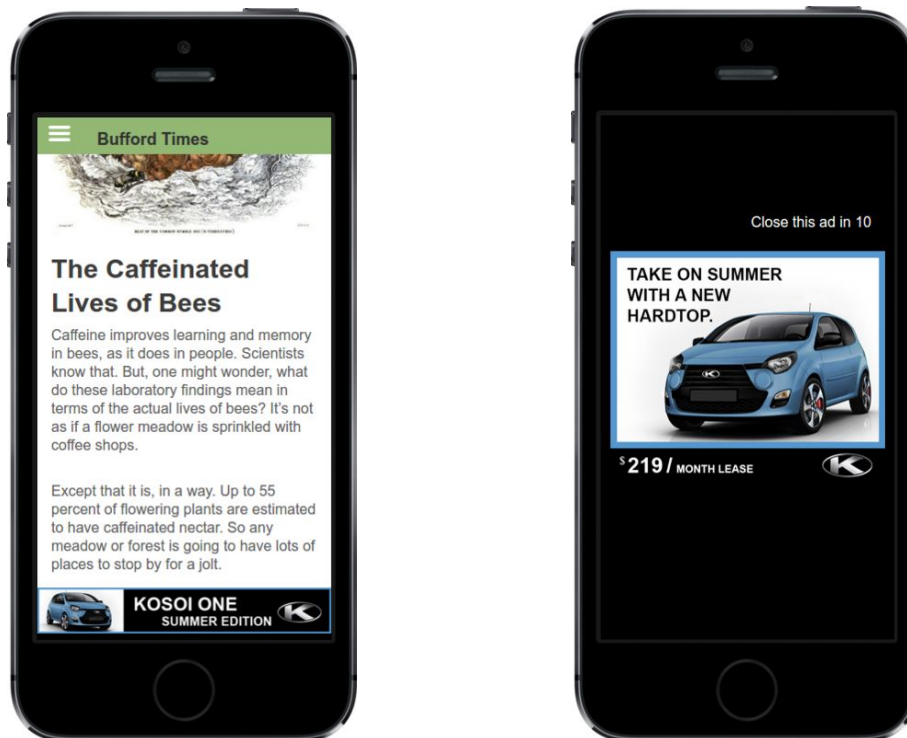 Bufford Times
The Caffeinated
Lives of Bees
Caffeine improves learning and memory
in bees, as it does in people. Scientists
know that. But, one might wonder, what
do these laboratory findings mean in
terms of the actual lives of bees? It’s not
as if a flower meadow is sprinkled with
coffee shops.
Except that it is, in a way. Up to 55
percent of flowering plants are estimated
to have caffeinated nectar. So any
meadow or forest is going to have lots of
places to stop by for a jolt.
KOSOI ONE
SUMMER EDITION
K
Close this ad in 10
TAKE ON SUMMER
WITH A NEW
HARDTOP.
K
$219 / MONTH LEASE
K